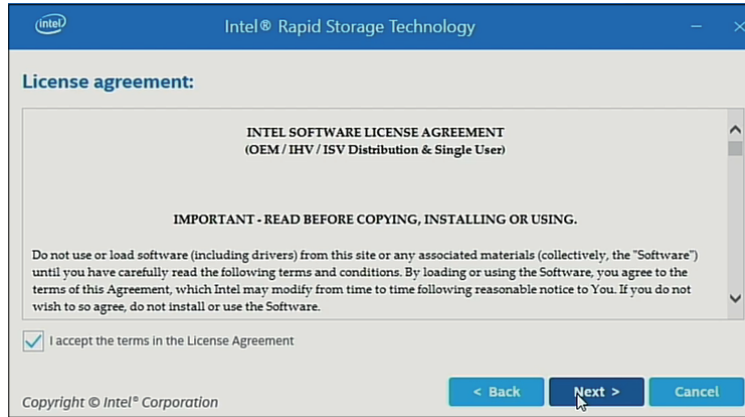 intel
Intel® Rapid Storage Technology
License agreement:
INTEL SOFTWARE LICENSE AGREEMENT
(OEM / IHV / ISV Distribution & Single User)
IMPORTANT - READ BEFORE COPYING, INSTALLING OR USING.
Do not use or load software (including drivers) from this site or any associated materials (collectively, the "Software")
until you have carefully read the following terms and conditions. By loading or using the Software, you agree to the
terms of this Agreement, which Intel may modify from time to time following reasonable notice to You. If you do not
wish to so agree, do not install or use the Software.
I accept the terms in the License Agreement
< Back
Next >
Cancel
Copyright © Intel® Corporation